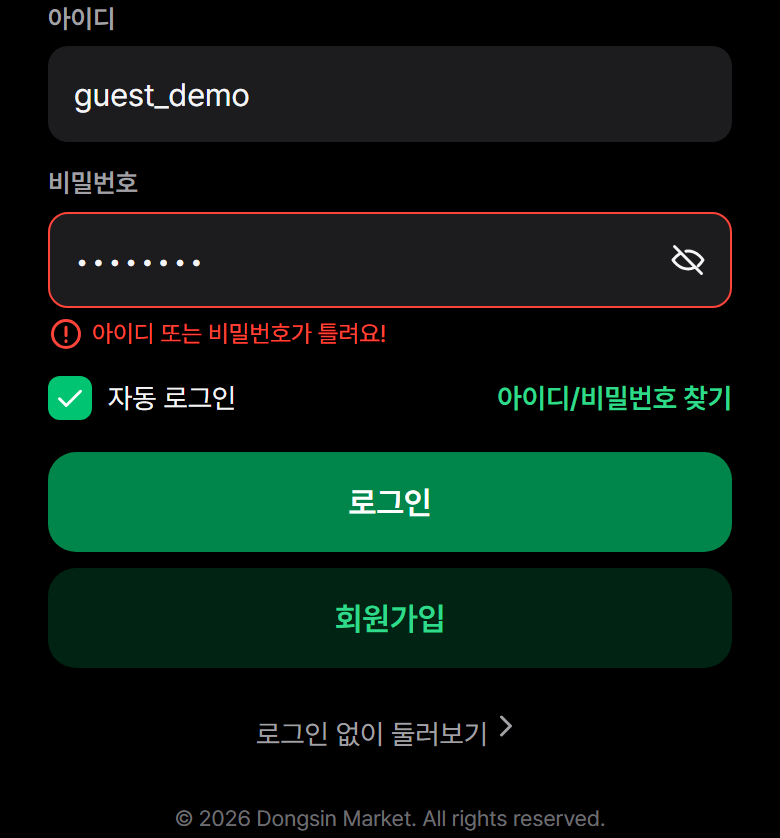 아이디
guest_demo
비밀번호
••••••••
아이디 또는 비밀번호가 틀려요!
자동 로그인
아이디/비밀번호 찾기
로그인
회원가입
로그인 없이 둘러보기
© 2026 Dongsin Market. All rights reserved.